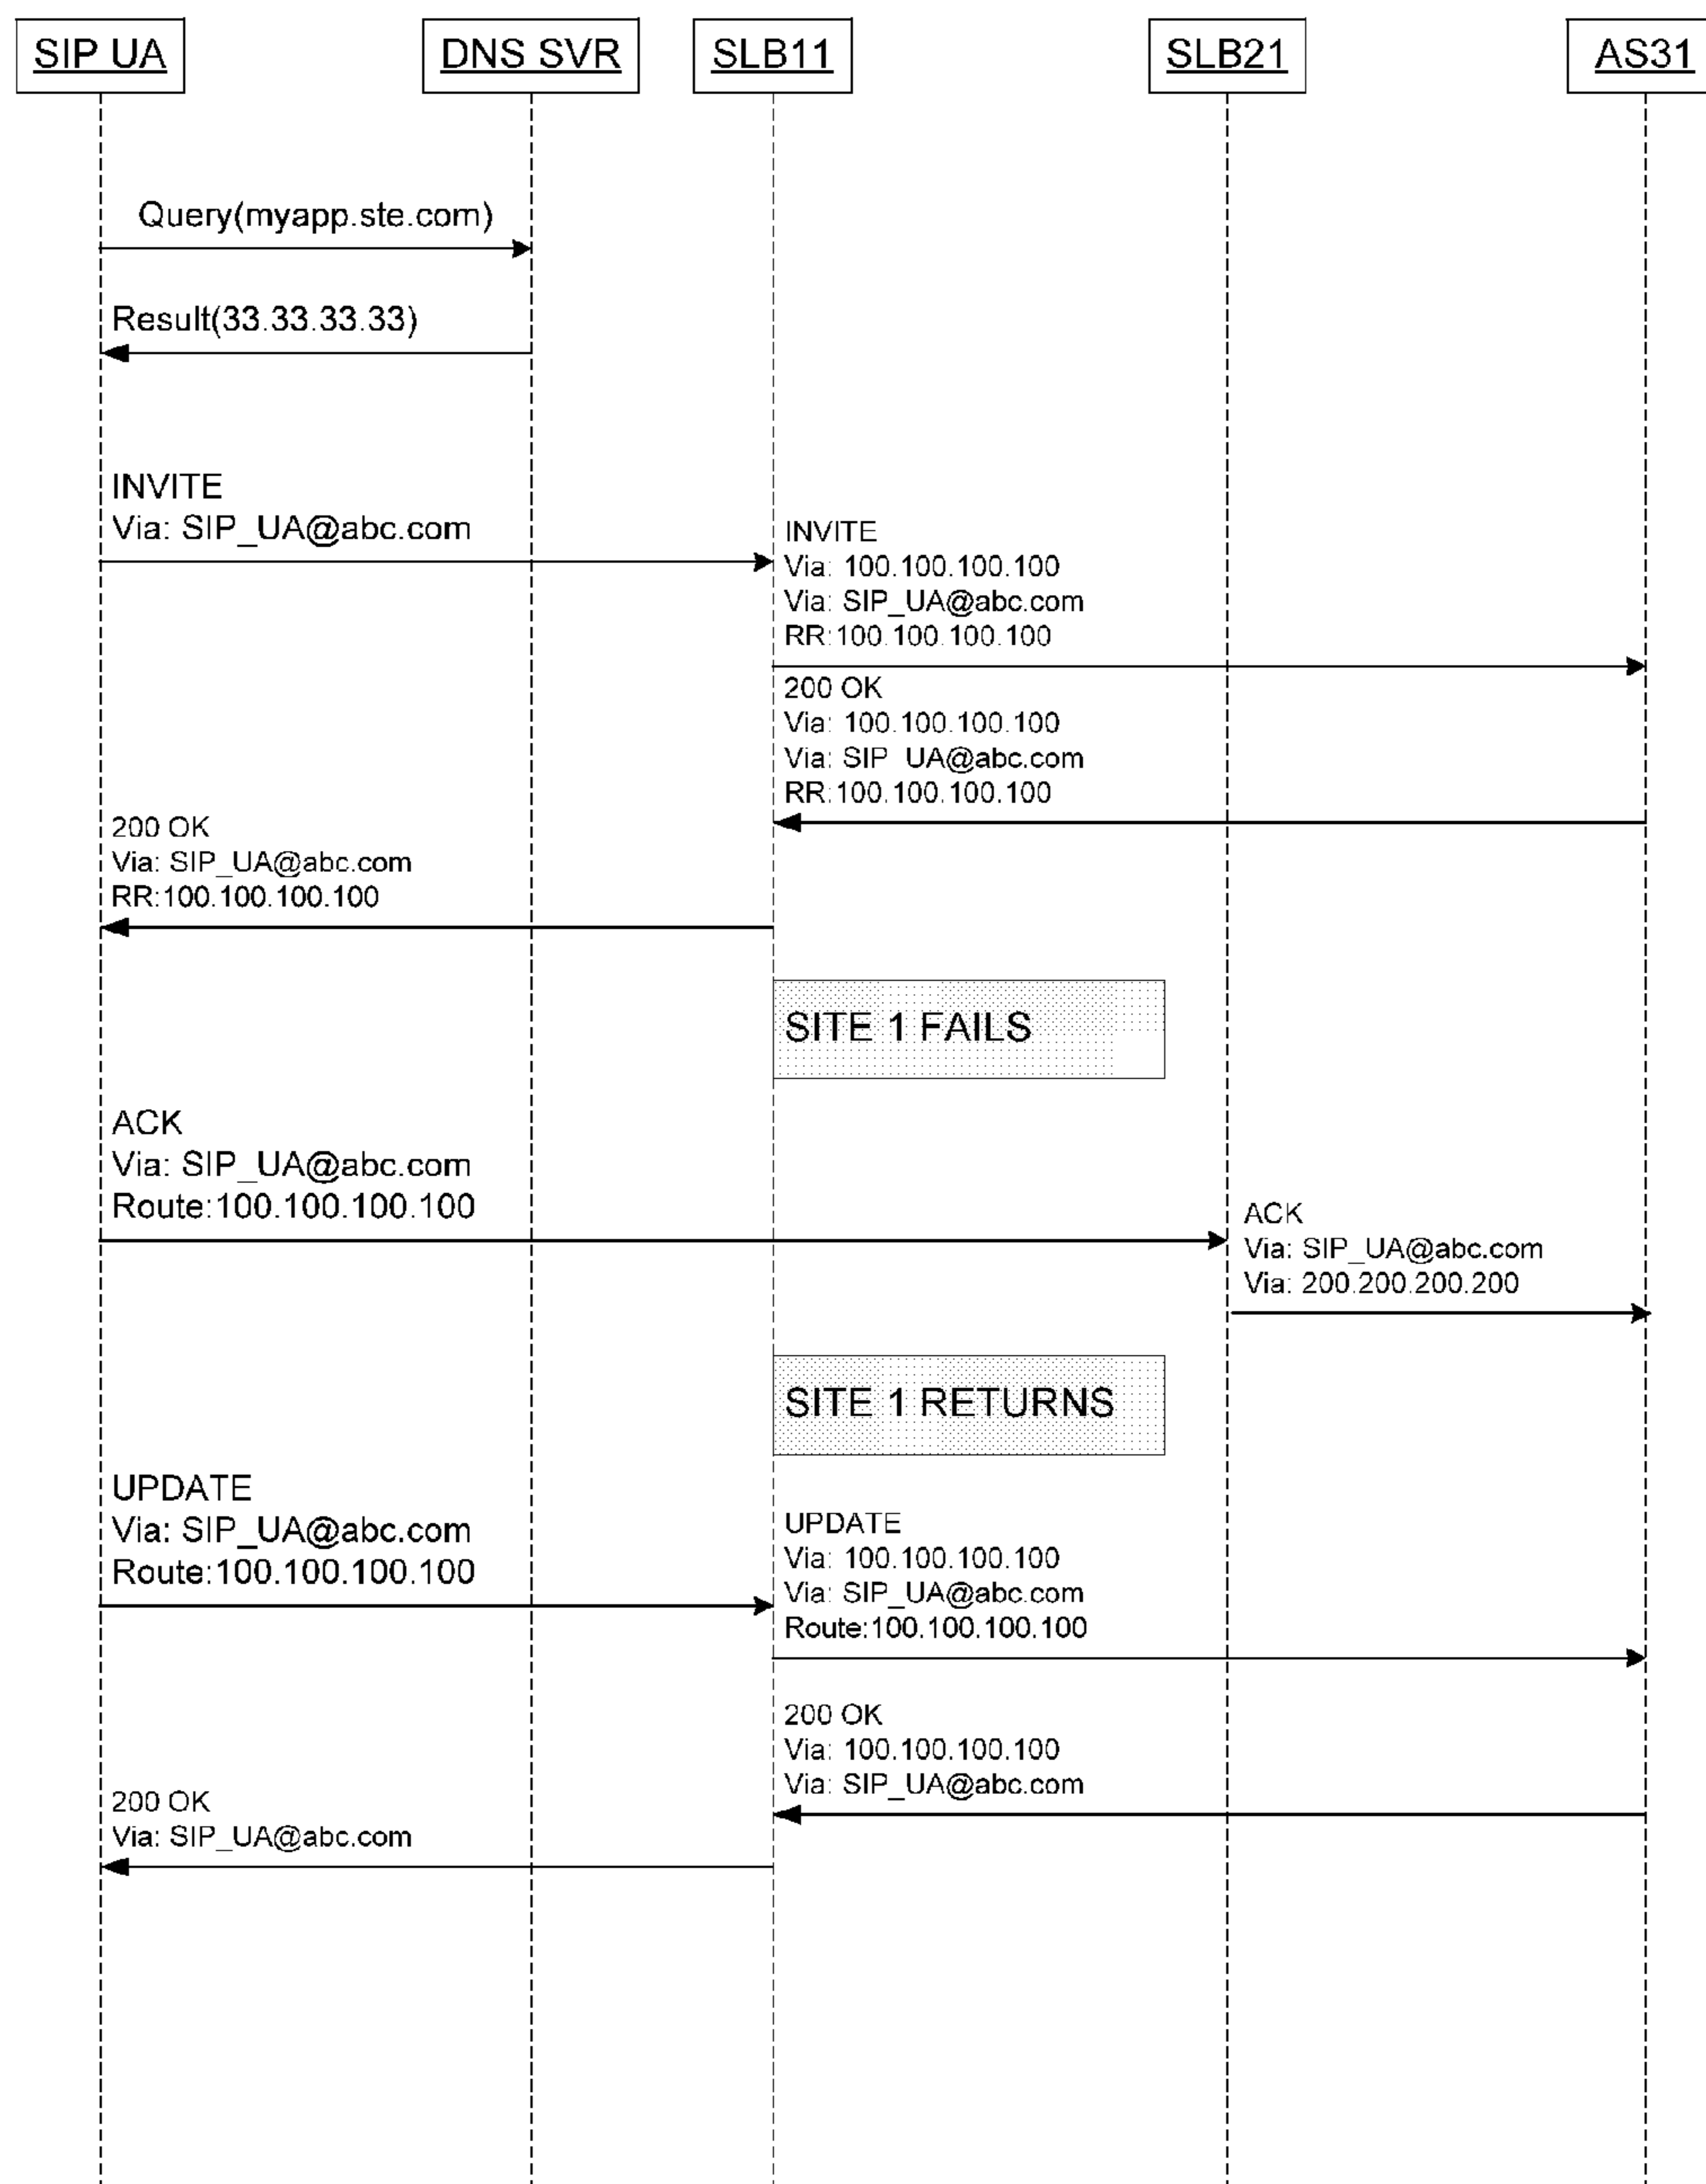 SIP UA
DNS SVR
SLB11
SLB21
AS31
Query(myapp.ste.com)
Result(33.33.33.33)
INVITE
Via: SIP_UA@abc.com
INVITE
Via: 100.100.100.100
Via: SIP_UA@abc.com
RR:100.100.100.100
200 OK
Via: 100.100.100.100
Via: SIP_UA@abc.com
RR:100.100.100.100
200 OK
Via: SIP_UA@abc.com
RR:100.100.100.100
SITE 1 FAILS
ACK
Via: SIP_UA@abc.com
Route:100.100.100.100
ACK
Via: SIP_UA@abc.com
Via: 200.200.200.200
SITE 1 RETURNS
UPDATE
Via: SIP_UA@abc.com
Route:100.100.100.100
UPDATE
Via: 100.100.100.100
Via: SIP_UA@abc.com
Route:100.100.100.100
200 OK
Via: 100.100.100.100
Via: SIP_UA@abc.com
200 OK
Via: SIP_UA@abc.com